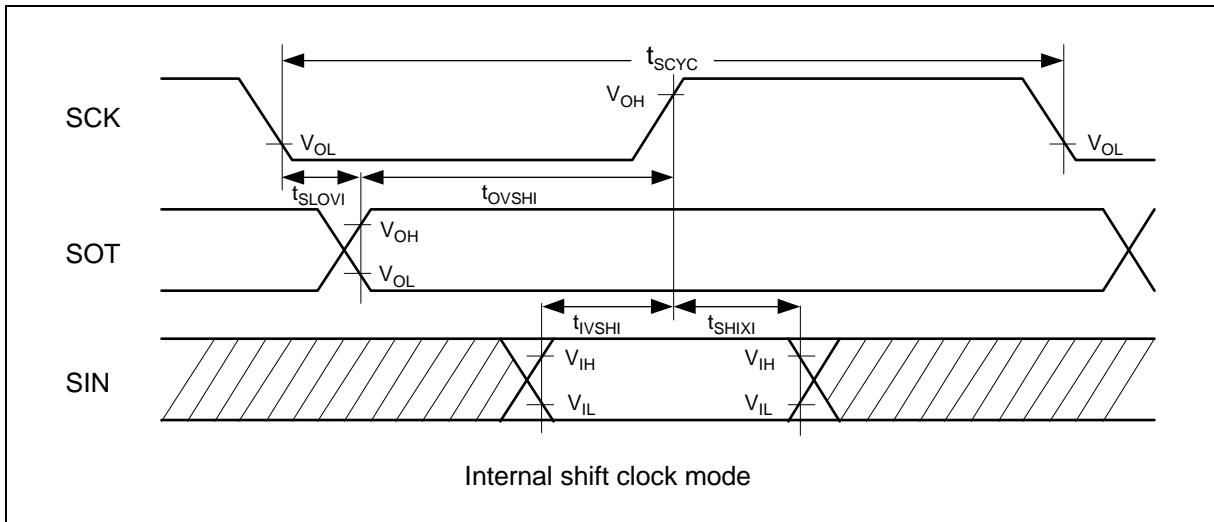 tSCYC
SCK
VOH
VOL
VOL
tSLOVI
tOVSHI
SOT
VOH
VOL
tIVSHI
tSHIXI
SIN
VIH
VIH
VIL
VIL
Internal shift clock mode